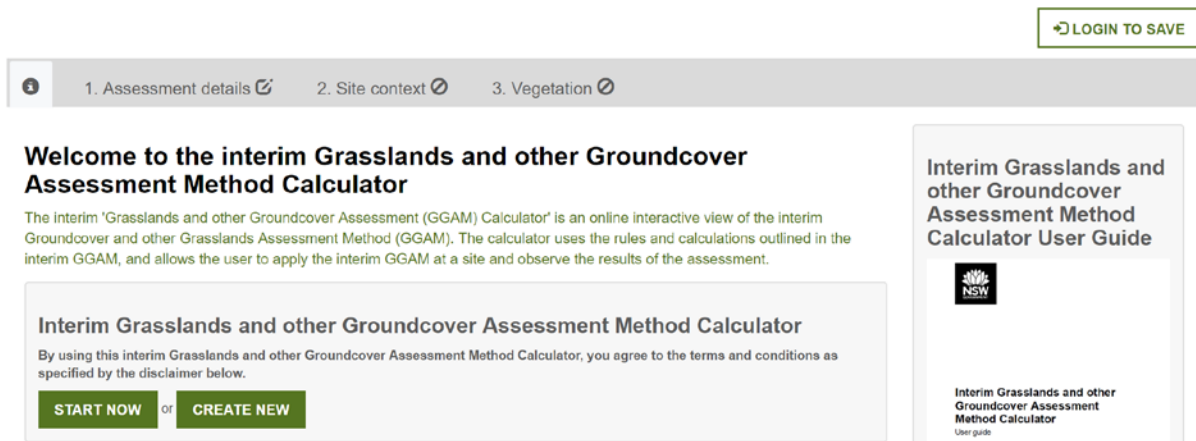 LOGIN TO SAVE
1. Assessment details
2. Site context
3. Vegetation
Welcome to the interim Grasslands and other Groundcover
Assessment Method Calculator
The interim 'Grasslands and other Groundcover Assessment (GGAM) Calculator' is an online interactive view of the interim
Groundcover and other Grasslands Assessment Method (GGAM). The calculator uses the rules and calculations outlined in the
interim GGAM, and allows the user to apply the interim GGAM at a site and observe the results of the assessment.
Interim Grasslands and other Groundcover Assessment Method Calculator
By using this interim Grasslands and other Groundcover Assessment Method Calculator, you agree to the terms and conditions as
specified by the disclaimer below.
START NOW or CREATE NEW
Interim Grasslands and
other Groundcover
Assessment Method
Calculator User Guide
NSW
Interim Grasslands and other
Groundcover Assessment
Method Calculator
User guide